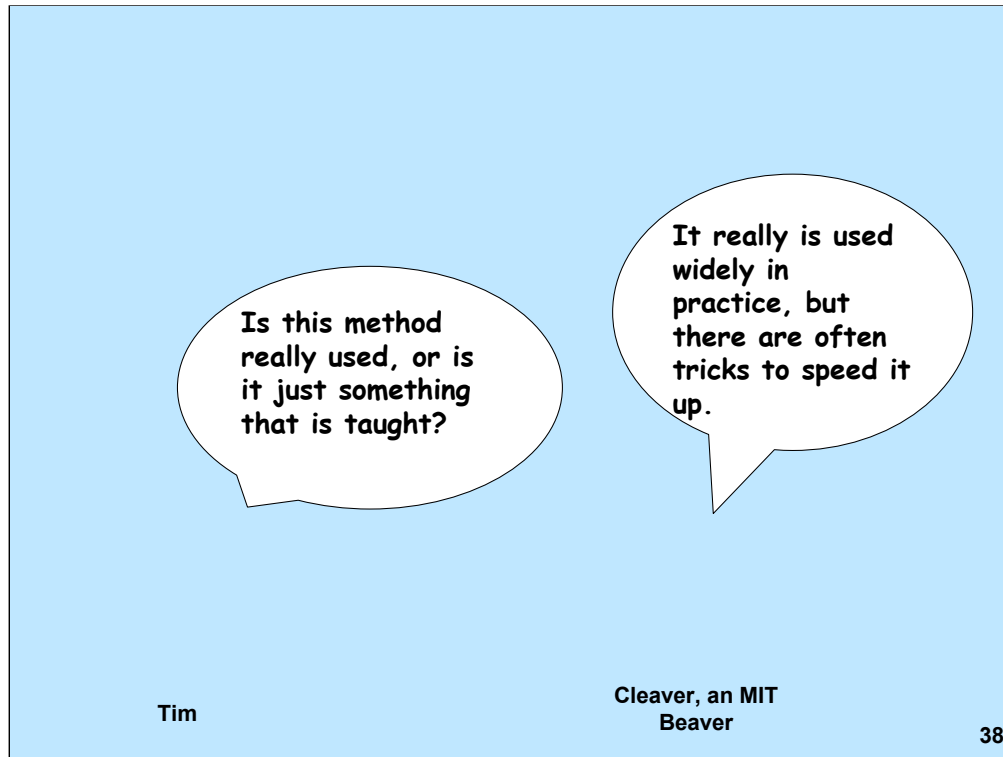 Is this method
really used, or is
it just something
that is taught?
It really is used
widely in
practice, but
there are often
tricks to speed it
up.
Tim
Cleaver, an MIT
Beaver
38